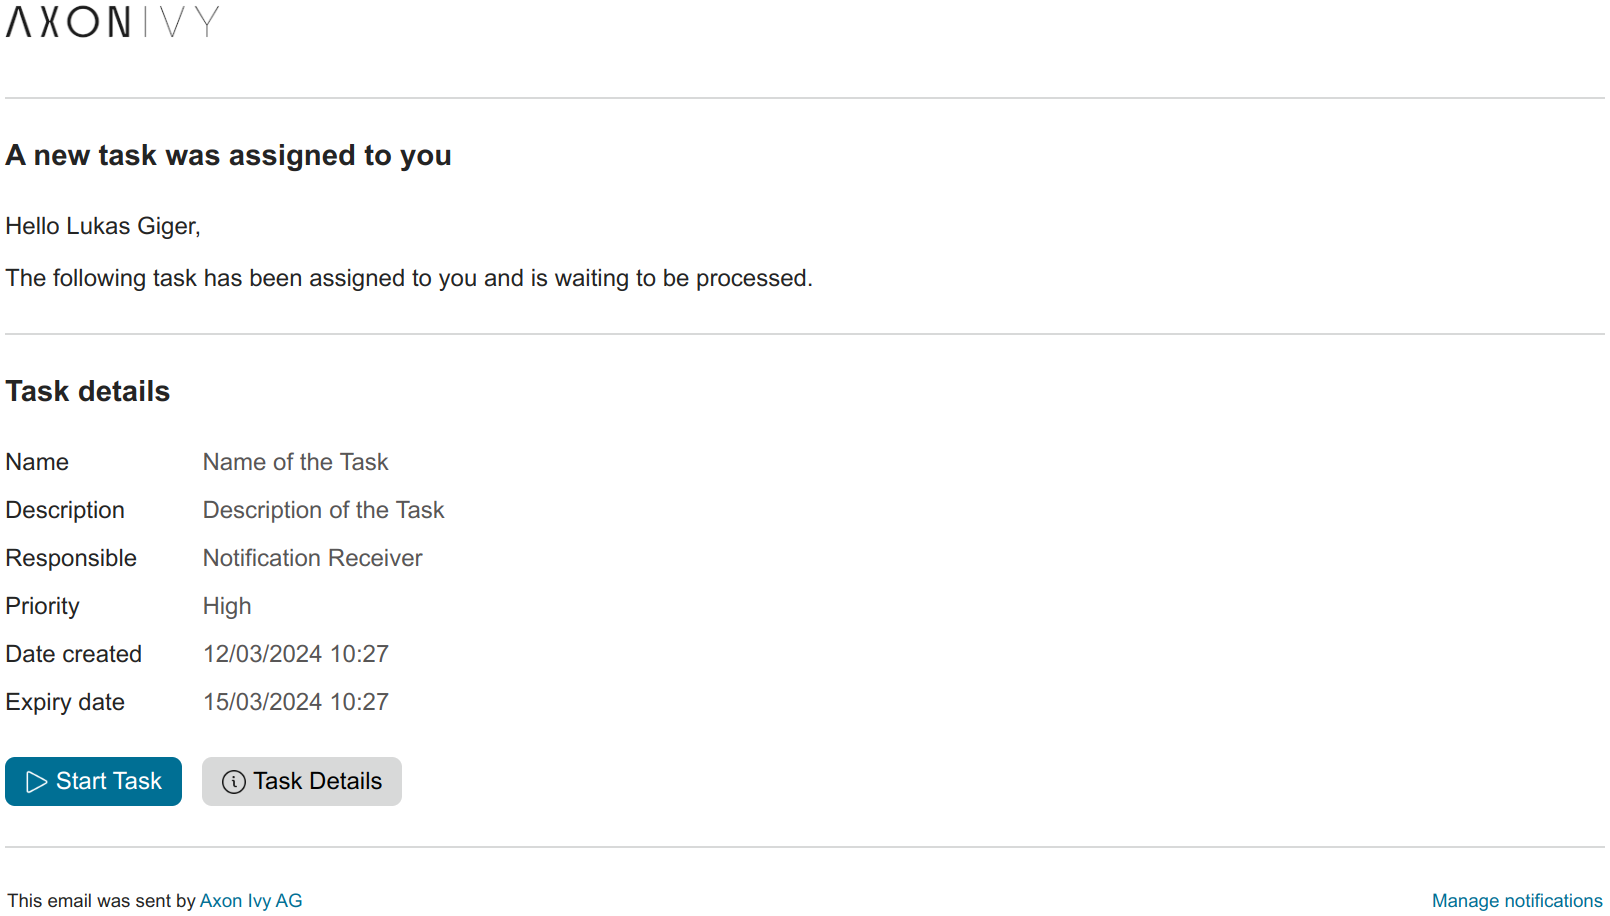 AXONIVY
A new task was assigned to you
Hello Lukas Giger,
The following task has been assigned to you and is waiting to be processed.
Task details
Name Name of the Task
Description Description of the Task
Responsible Notification Receiver
Priority High
Date created 12/03/2024 10:27
Expiry date 15/03/2024 10:27
Start Task Task Details
This email was sent by Axon Ivy AG Manage notifications